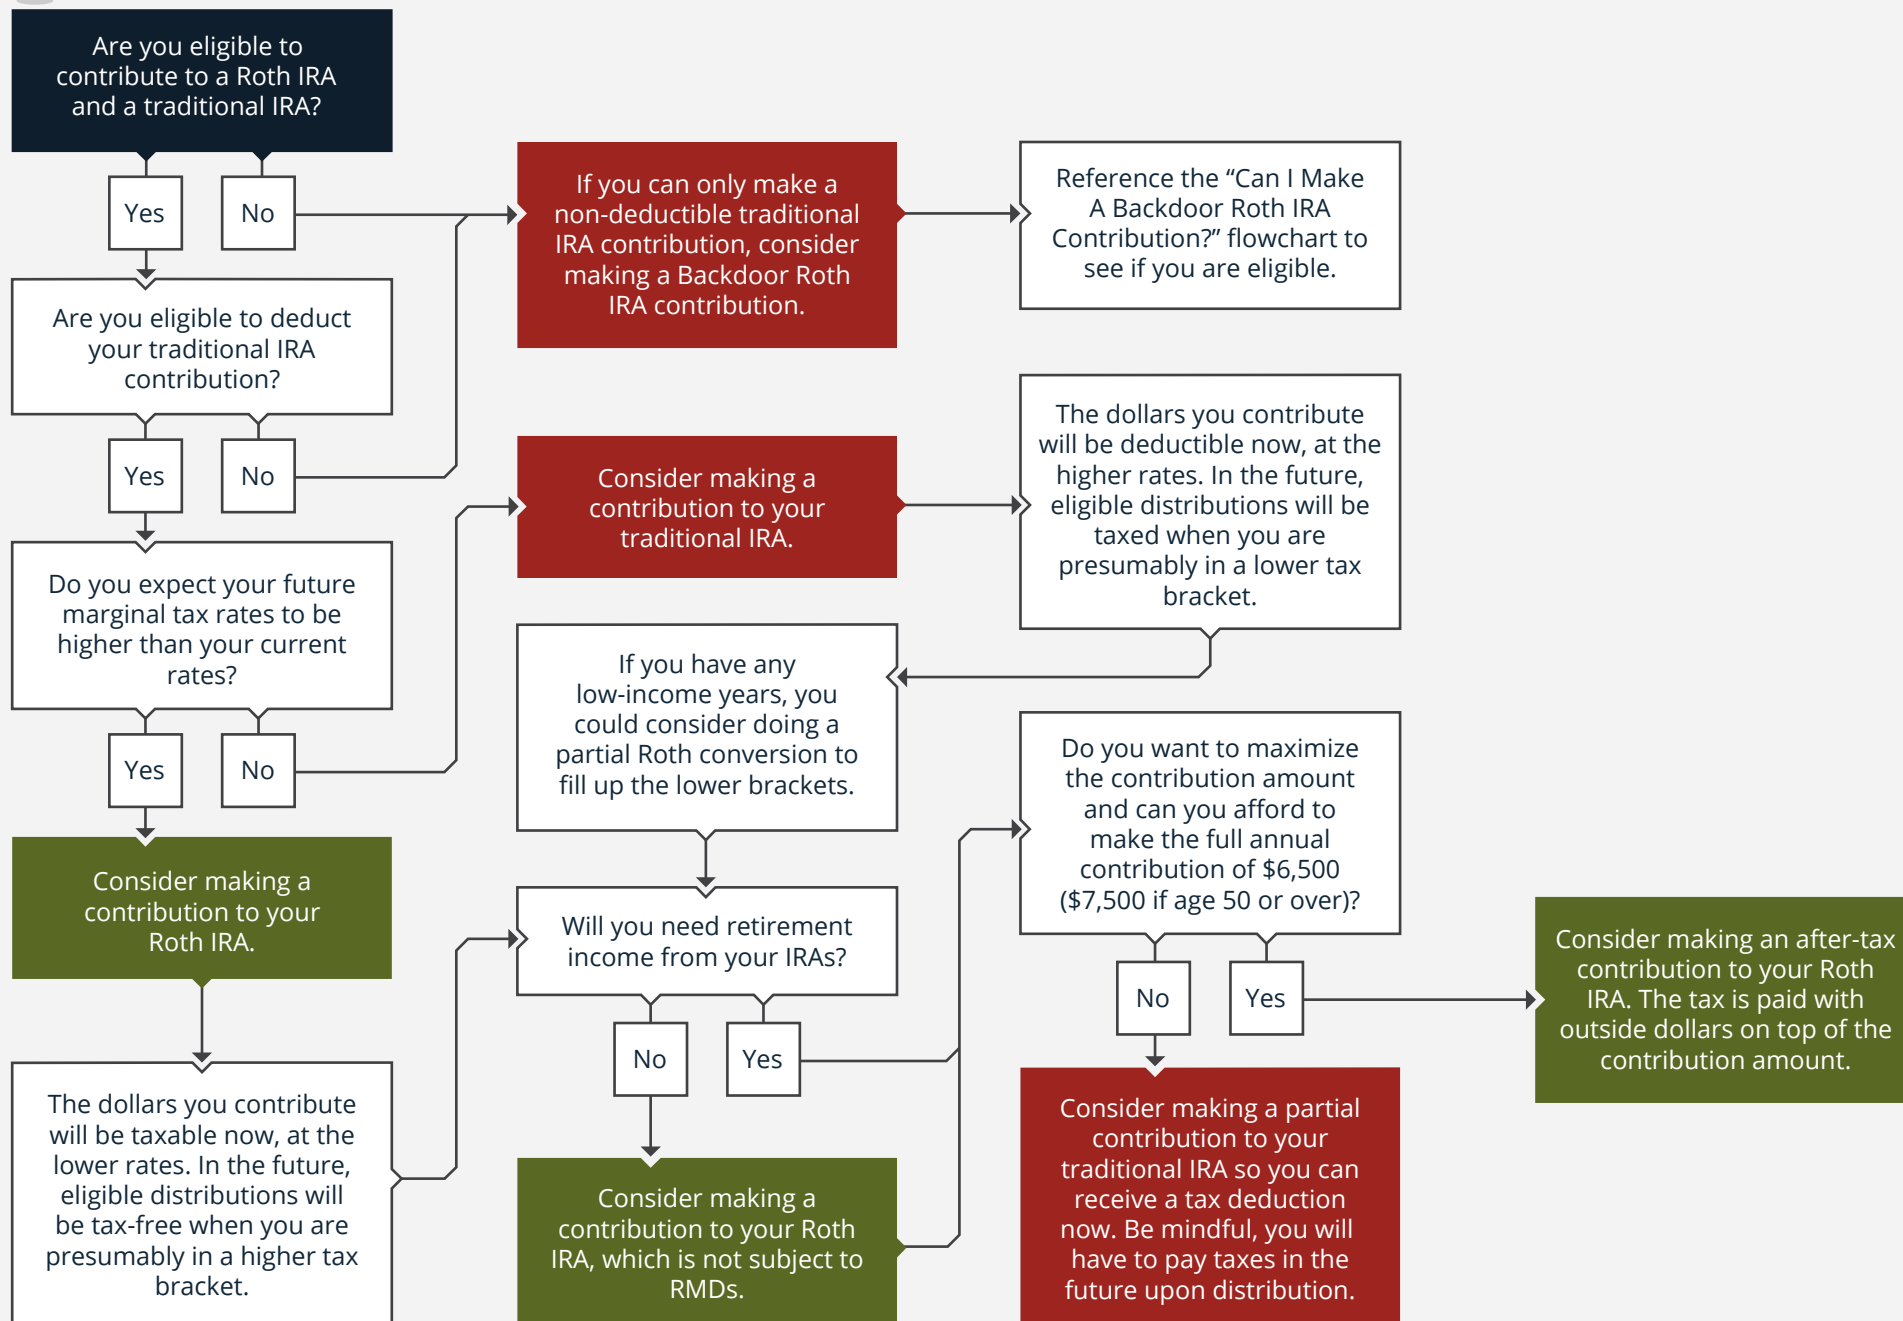 Are you eligible to
contribute to a Roth IRA
and a traditional IRA?
Yes
No
Are you eligible to deduct
your traditional IRA
contribution?
Yes
No
Do you expect your future
marginal tax rates to be
higher than your current
rates?
Yes
No
Consider making a
contribution to your
Roth IRA.
The dollars you contribute
will be taxable now, at the
lower rates. In the future,
eligible distributions will
be tax-free when you are
presumably in a higher tax
bracket.
If you can only make a
non-deductible traditional
IRA contribution, consider
making a Backdoor Roth
IRA contribution.
Reference the “Can I Make
A Backdoor Roth IRA
Contribution?” flowchart to
see if you are eligible.
Consider making a
contribution to your
traditional IRA.
The dollars you contribute
will be deductible now, at the
higher rates. In the future,
eligible distributions will be
taxed when you are
presumably in a lower tax
bracket.
If you have any
low-income years, you
could consider doing a
partial Roth conversion to
fill up the lower brackets.
Will you need retirement
income from your IRAs?
No
Yes
Consider making a
contribution to your Roth
IRA, which is not subject to
RMDs.
Do you want to maximize
the contribution amount
and can you afford to
make the full annual
contribution of $6,500
($7,500 if age 50 or over)?
No
Yes
Consider making a partial
contribution to your
traditional IRA so you can
receive a tax deduction
now. Be mindful, you will
have to pay taxes in the
future upon distribution.
Consider making an after-tax
contribution to your Roth
IRA. The tax is paid with
outside dollars on top of the
contribution amount.